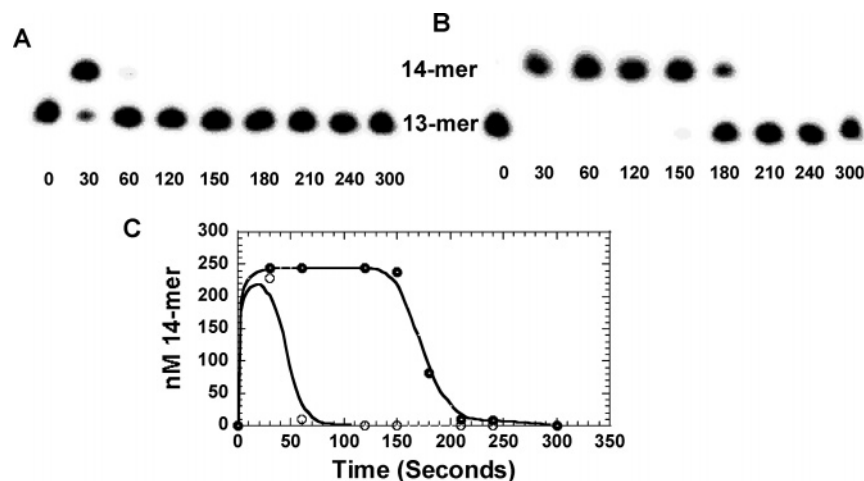 A
B
14-mer
13-mer
0 30 60 120 150 180 210 240 300
0 30 60 120 150 180 210 240 300
C
nM 14-mer
300
250
200
150
100
50
0
0 50 100 150 200 250 300 350
Time (Seconds)